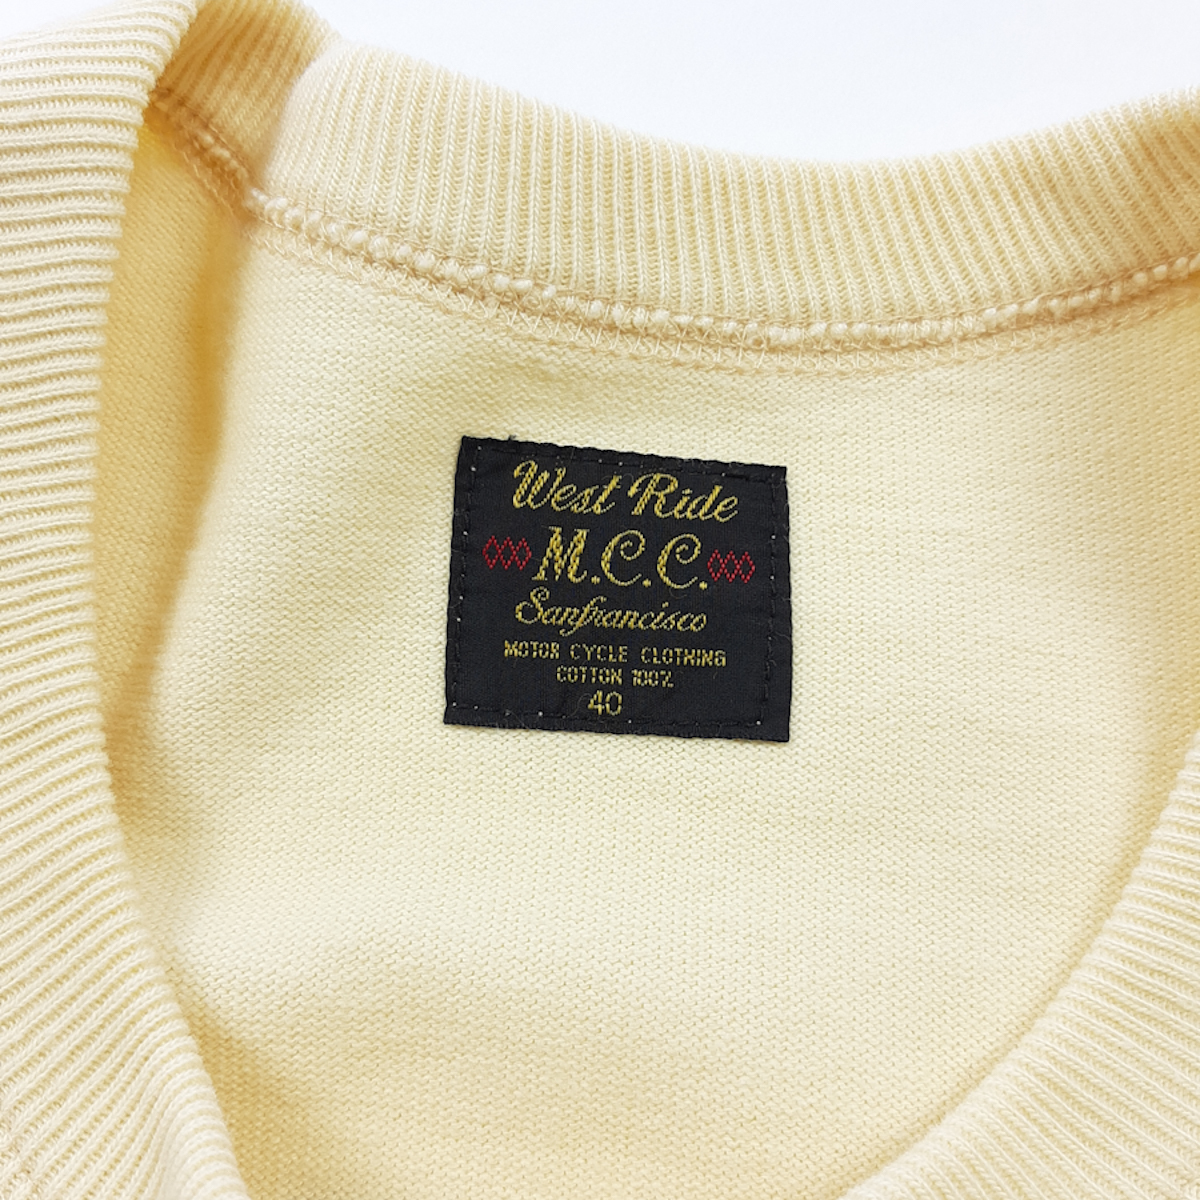 West Ride
M.C.C.
Sanfrancisco
MOTOR CYCLE CLOTHING
COTTON 100%
40